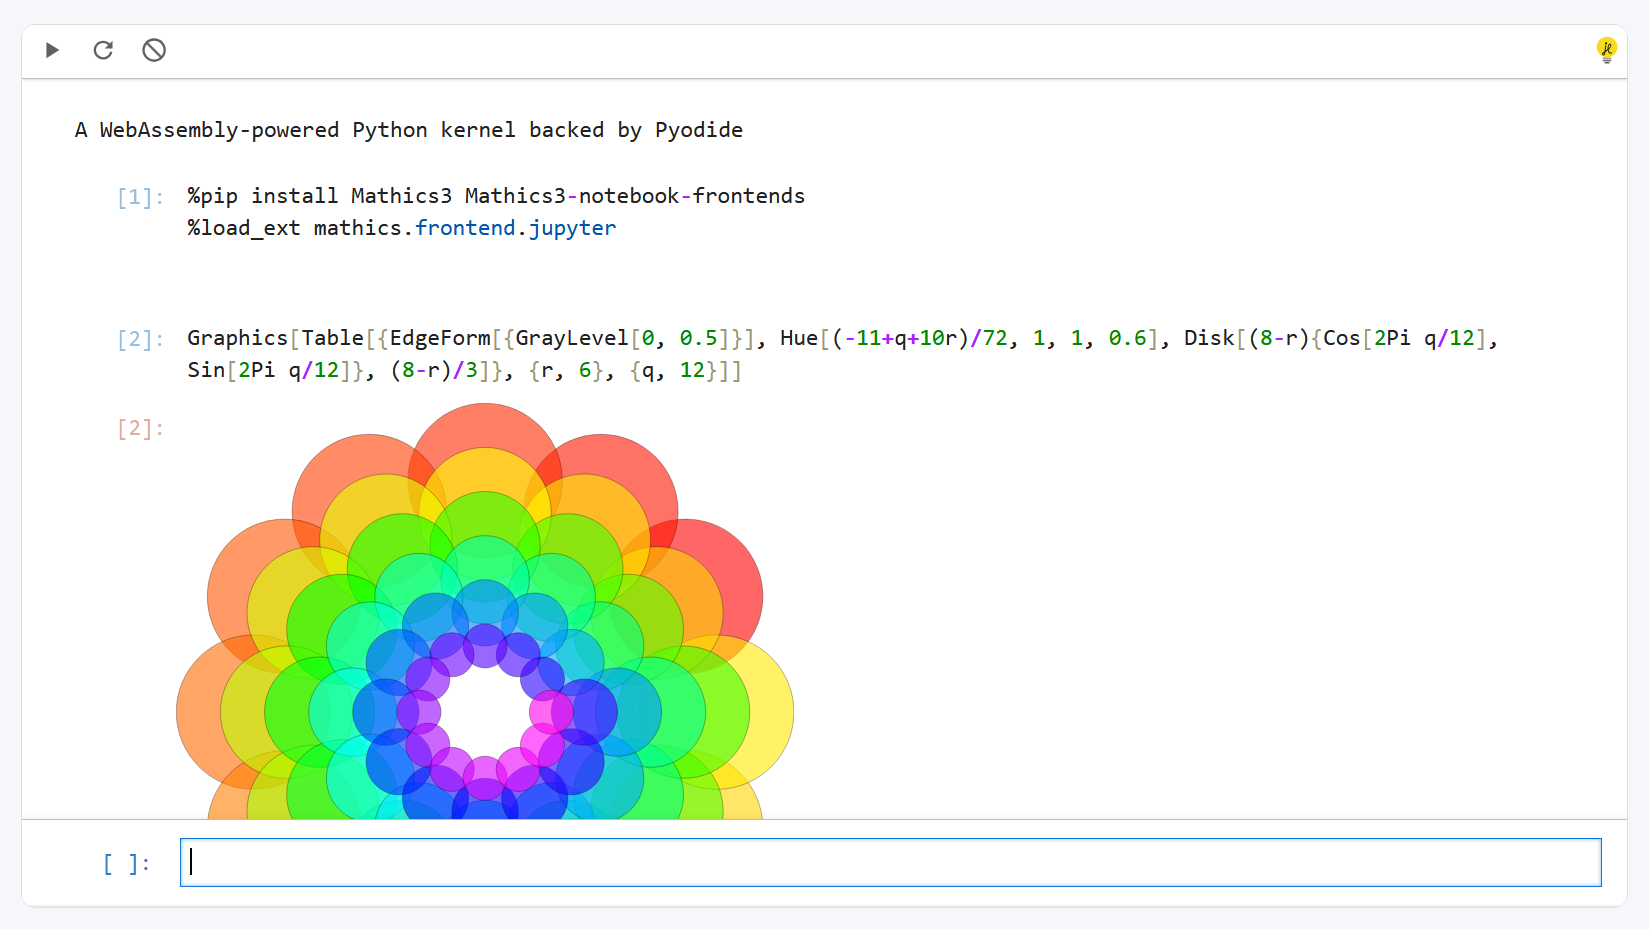 A WebAssembly-powered Python kernel backed by Pyodide
[1]: %pip install Mathics3 Mathics3-notebook-frontends
%load_ext mathics.frontend.jupyter
[2]: Graphics[Table[{EdgeForm[{GrayLevel[0, 0.5]}], Hue[(-11+q+10r)/72, 1, 1, 0.6], Disk[(8-r){Cos[2Pi q/12],
Sin[2Pi q/12]}, (8-r)/3]}, {r, 6}, {q, 12}]]
[2]:
[ ]: